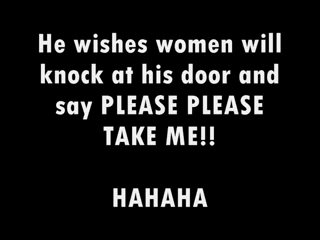 He wishes women will
knock at his door and
say PLEASE PLEASE
TAKE ME!!
HAHAHA